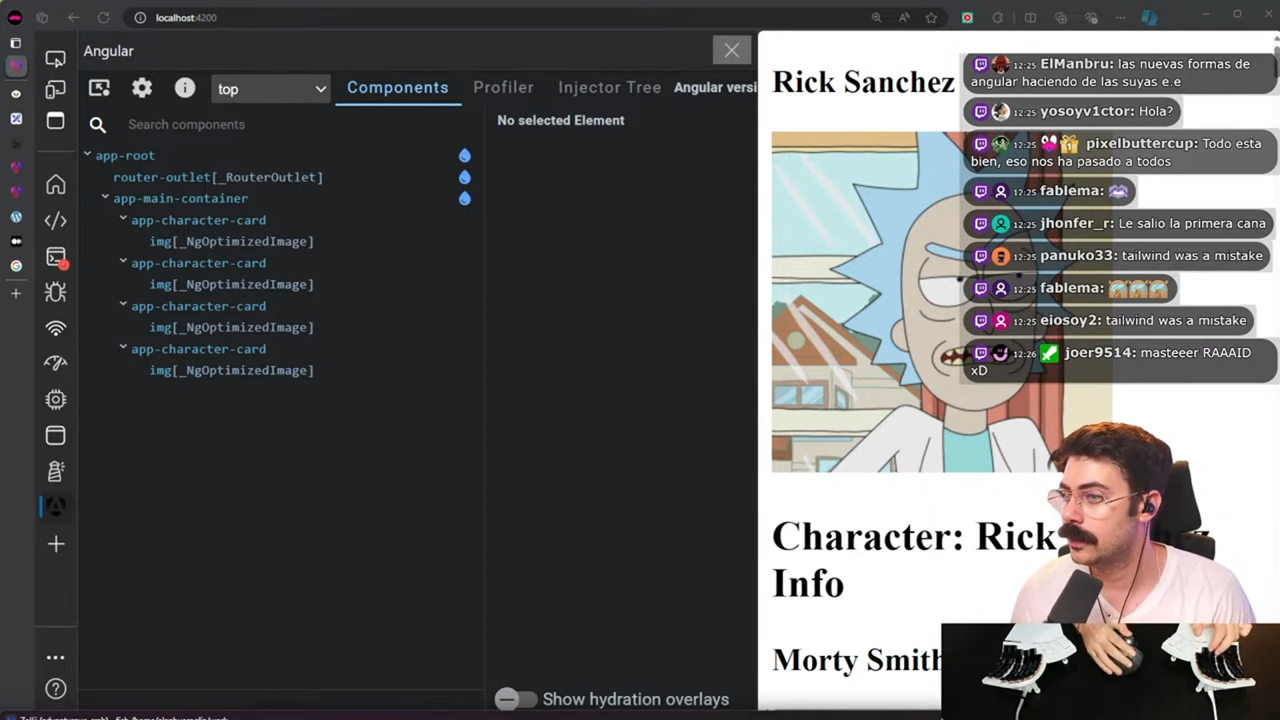 localhost:4200
Angular
top
Components
Profiler
Injector Tree
Angular versi
Search components
No selected Element
app-root
router-outlet[_RouterOutlet]
app-main-container
app-character-card
img[_NgOptimizedImage]
app-character-card
img[_NgOptimizedImage]
app-character-card
img[_NgOptimizedImage]
app-character-card
img[_NgOptimizedImage]
Show hydration overlays
Rick Sanchez
Character: Rick
Info
Morty Smith
12:25 ElManbru: las nuevas formas de
angular haciendo de las suyas e.e
12:25 yosoyv1ctor: Hola?
12:25 pixelbuttercup: Todo esta
bien, eso nos ha pasado a todos
12:25 fablema:
12:25 jhonfer_r: Le salio la primera cana
12:25 panuko33: tailwind was a mistake
12:25 fablema:
12:25 eiosoy2: tailwind was a mistake
12:26 joer9514: masteeer RAAAID
xD